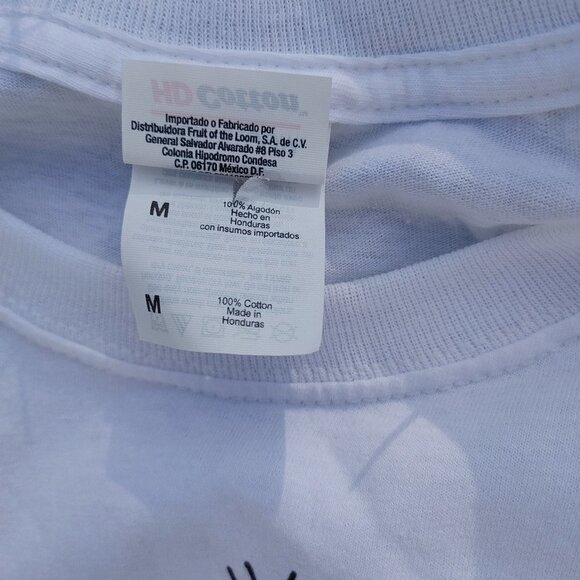 HD Cotton™
Importado o Fabricado por
Distribuidora Fruit of the Loom, S.A. de C.V.
General Salvador Alvarado #8 Piso 3
Colonia Hipodromo Condesa
C.P. 06170 México D.F.
M
100% Algodón
Hecho en
Honduras
con insumos importados
M
100% Cotton
Made in
Honduras